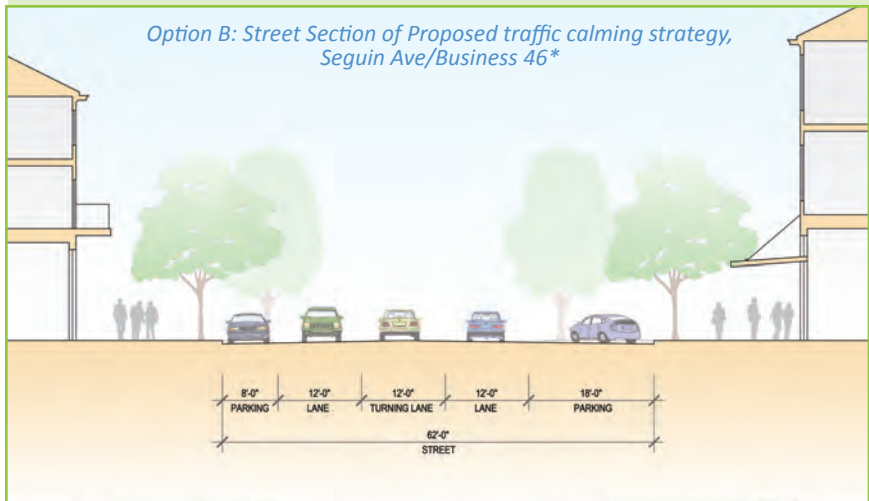 Option B: Street Section of Proposed traffic calming strategy,
Seguin Ave/Business 46*
8'-0" 12'-0" 12'-0" 12'-0" 18'-0"
PARKING LANE TURNING LANE LANE PARKING
62'-0"
STREET